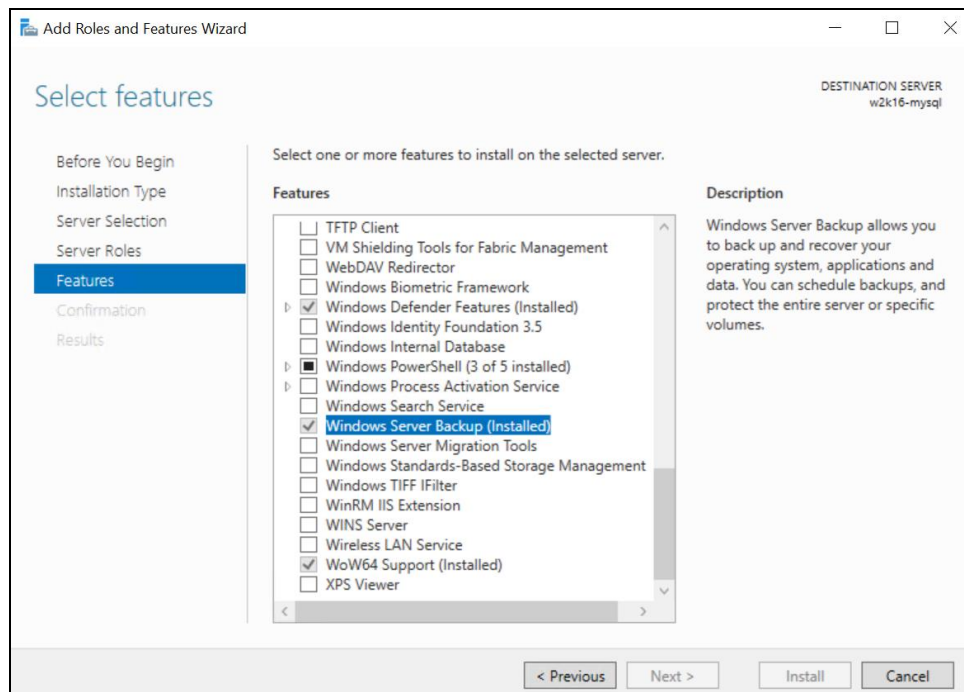 Add Roles and Features Wizard
Select features
DESTINATION SERVER
w2k16-mysql
Before You Begin
Installation Type
Server Selection
Server Roles
Features
Confirmation
Results
Select one or more features to install on the selected server.
Features
TFTP Client
VM Shielding Tools for Fabric Management
WebDAV Redirector
Windows Biometric Framework
Windows Defender Features (Installed)
Windows Identity Foundation 3.5
Windows Internal Database
Windows PowerShell (3 of 5 installed)
Windows Process Activation Service
Windows Search Service
Windows Server Backup (Installed)
Windows Server Migration Tools
Windows Standards-Based Storage Management
Windows TIFF IFilter
WinRM IIS Extension
WINS Server
Wireless LAN Service
WoW64 Support (Installed)
XPS Viewer
Description
Windows Server Backup allows you
to back up and recover your
operating system, applications and
data. You can schedule backups, and
protect the entire server or specific
volumes.
< Previous
Next >
Install
Cancel